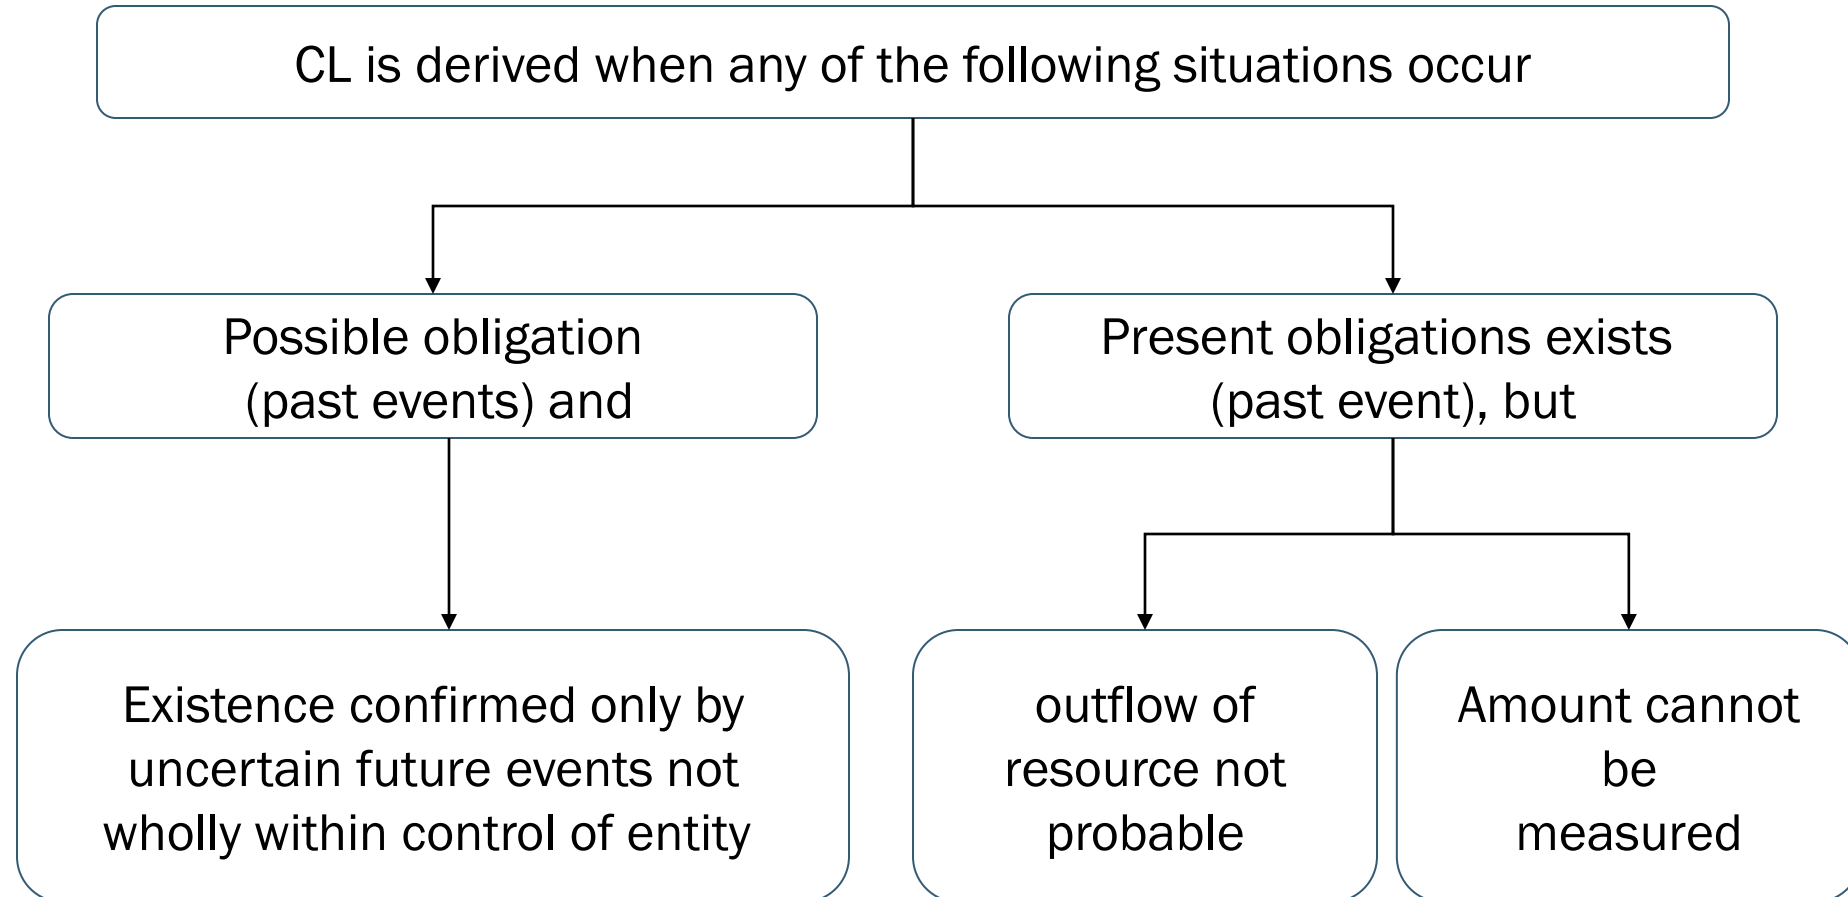 CL is derived when any of the following situations occur
Possible obligation
(past events) and
Present obligations exists
(past event), but
Existence confirmed only by
uncertain future events not
wholly within control of entity
outflow of
resource not
probable
Amount cannot
be
measured